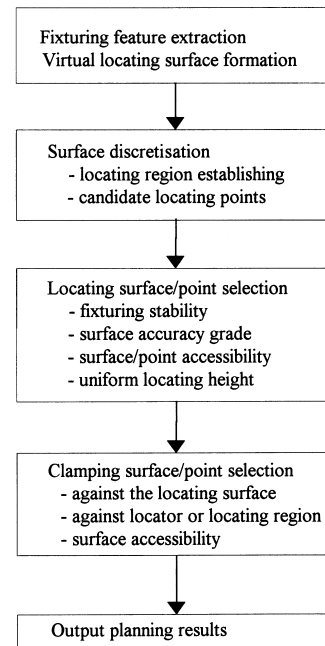 Fixturing feature extraction
Virtual locating surface formation
Surface discretisation
- locating region establishing
- candidate locating points
Locating surface/point selection
- fixturing stability
- surface accuracy grade
- surface/point accessibility
- uniform locating height
Clamping surface/point selection
- against the locating surface
- against locator or locating region
- surface accessibility
Output planning results